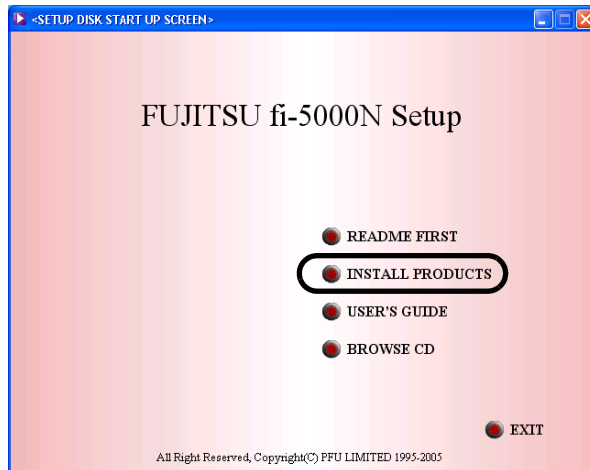 <SETUP DISK START UP SCREEN>
FUJITSU fi-5000N Setup
README FIRST
INSTALL PRODUCTS
USER'S GUIDE
BROWSE CD
EXIT
All Right Reserved, Copyright(C) PFU LIMITED 1995-2005